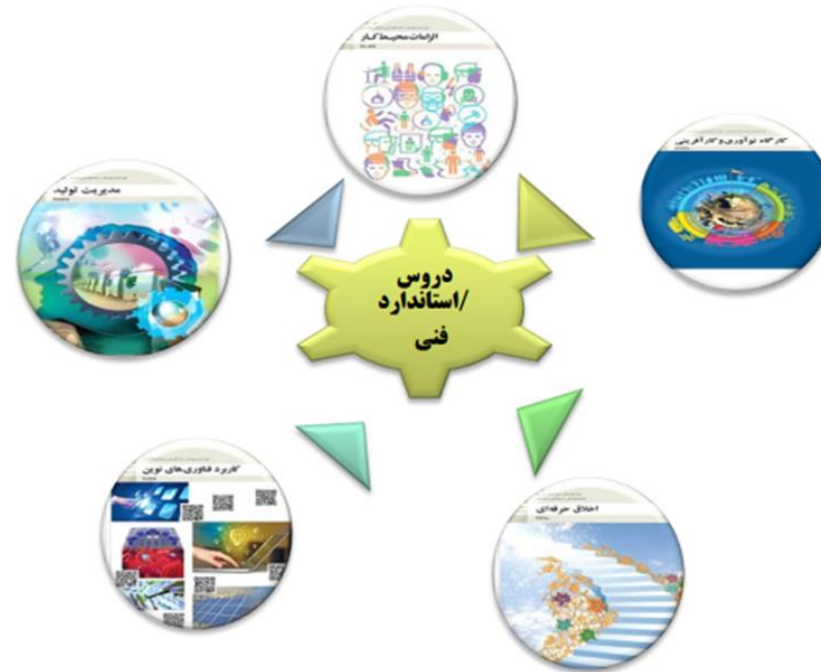 الزامات محیط کار
کارگاه نوآوری و کارآفرینی
مدیریت تولید
دروس
/استاندارد
فنی
کاربرد فناوری‌های نوین
اخلاق حرفه‌ای